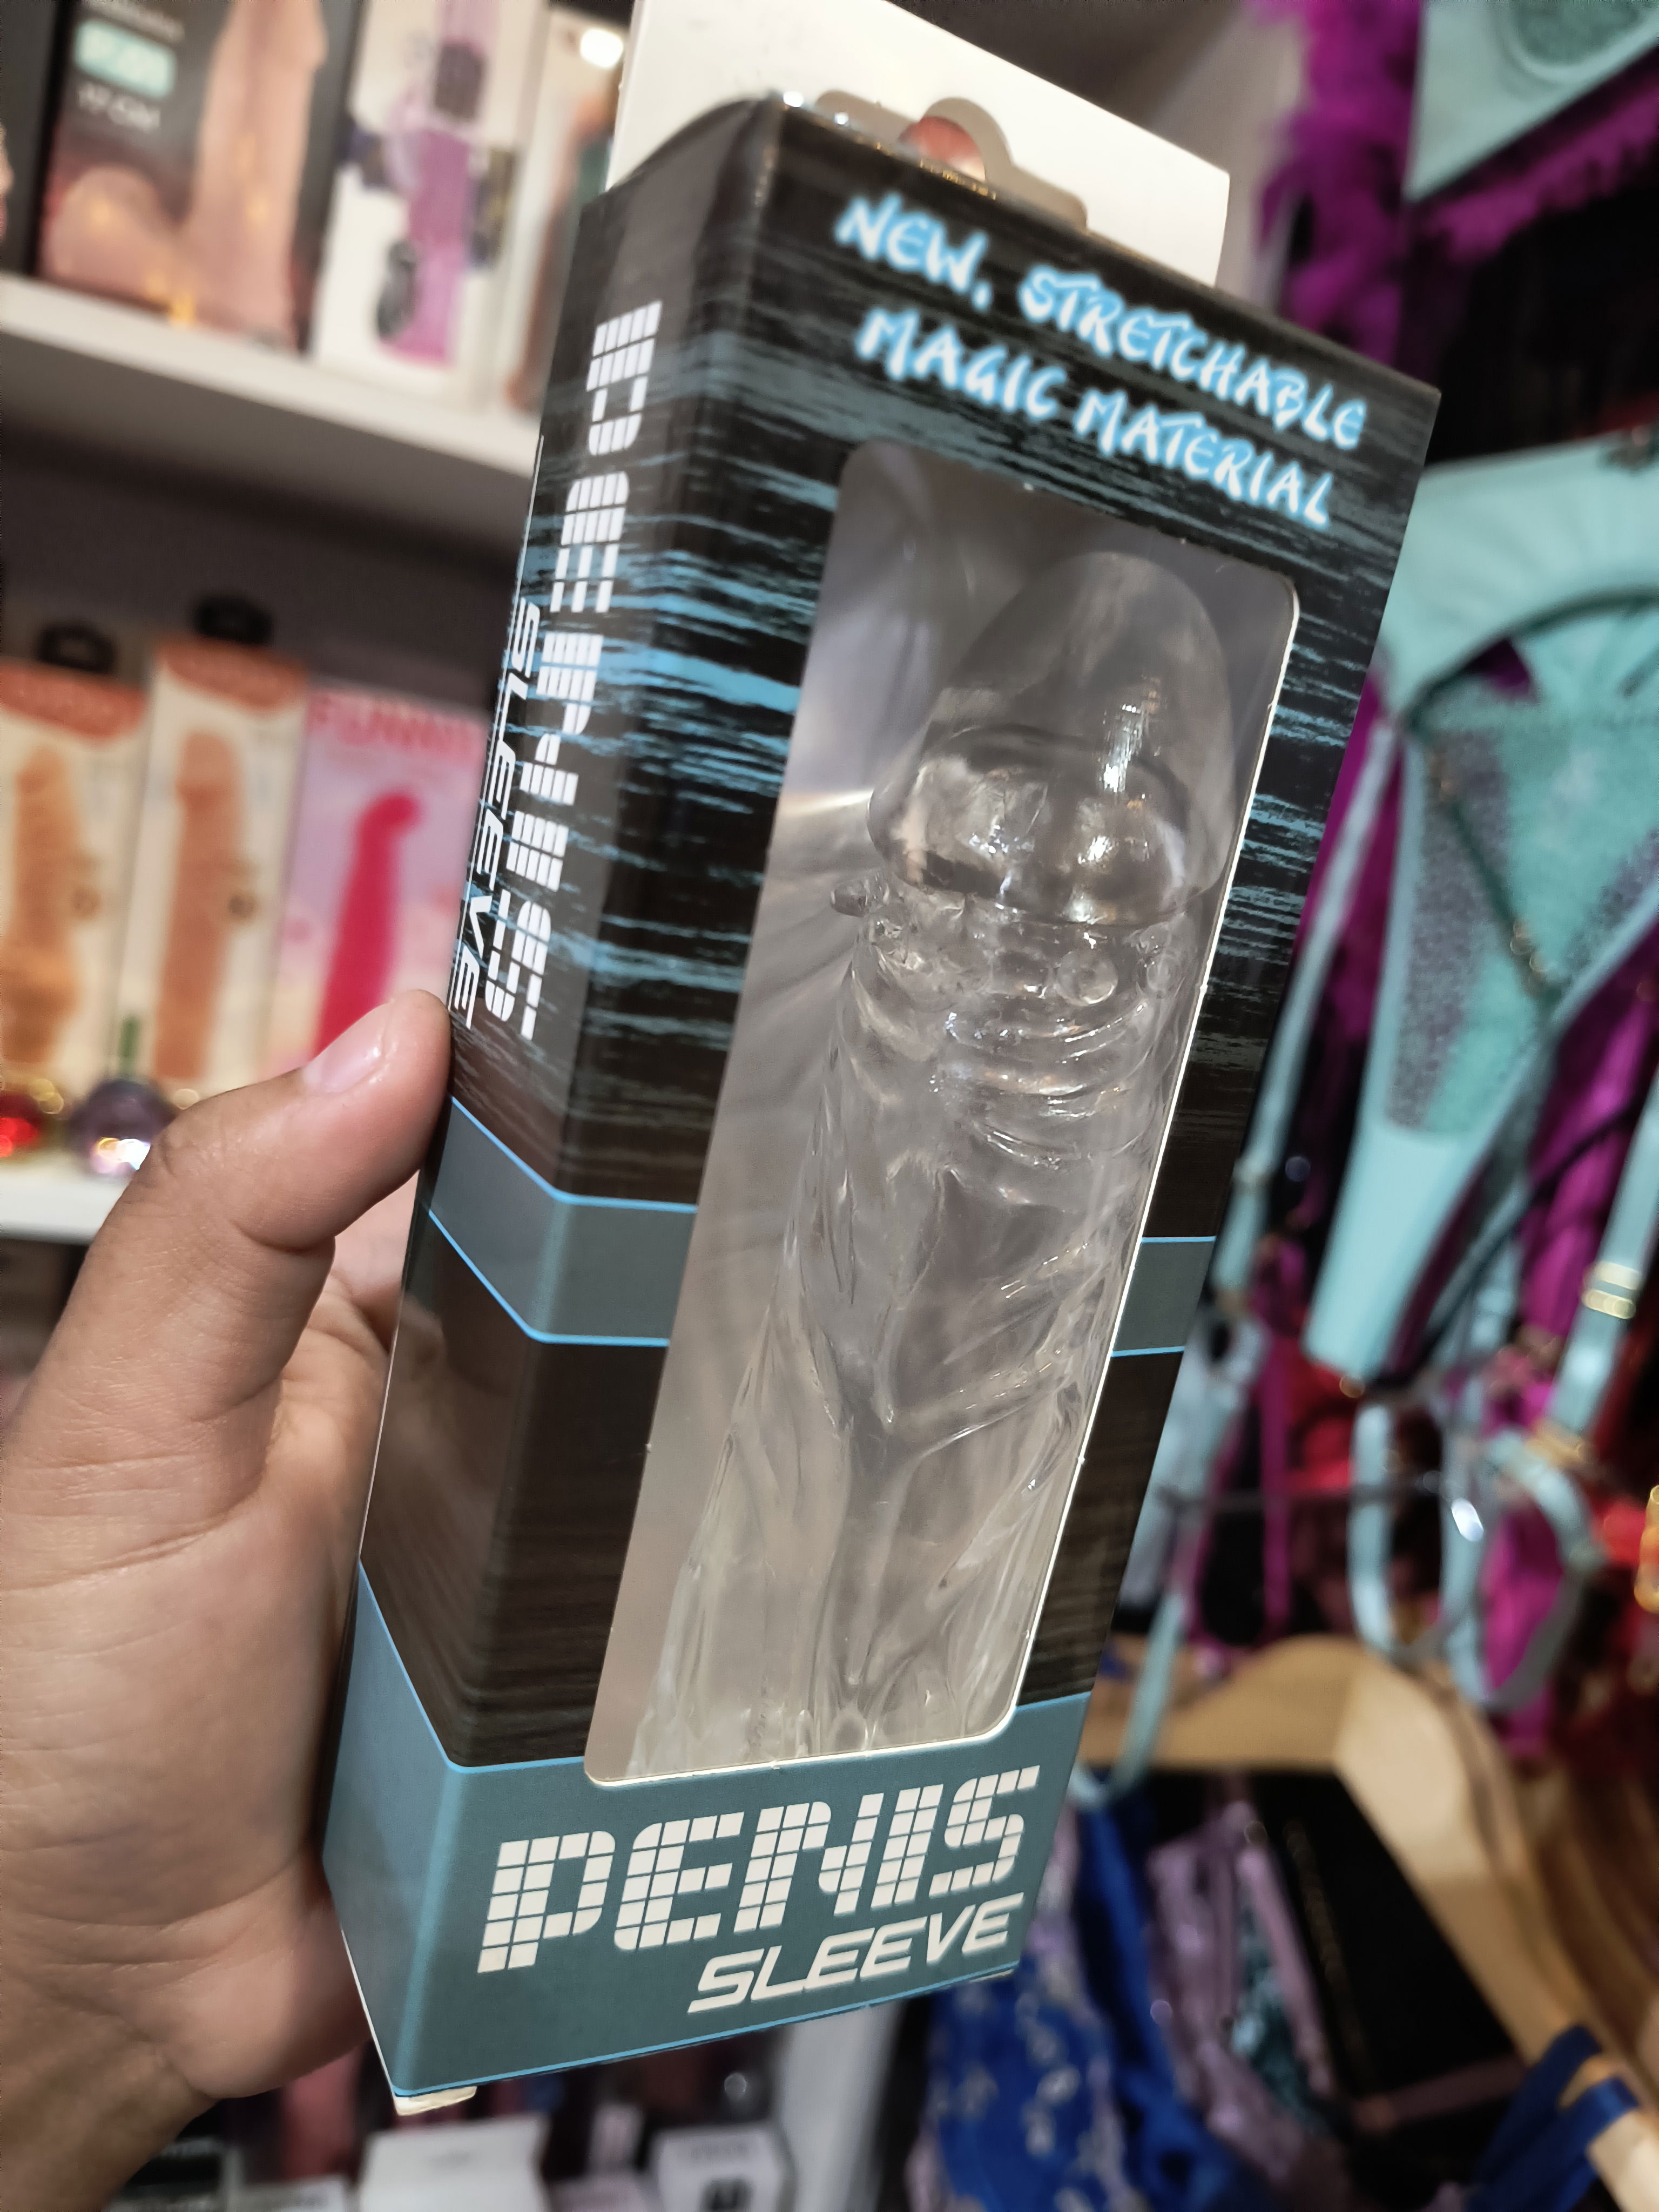 NEW, STRETCHABLE
MAGIC MATERIAL
PENIS
SLEEVE
PENIS
SLEEVE